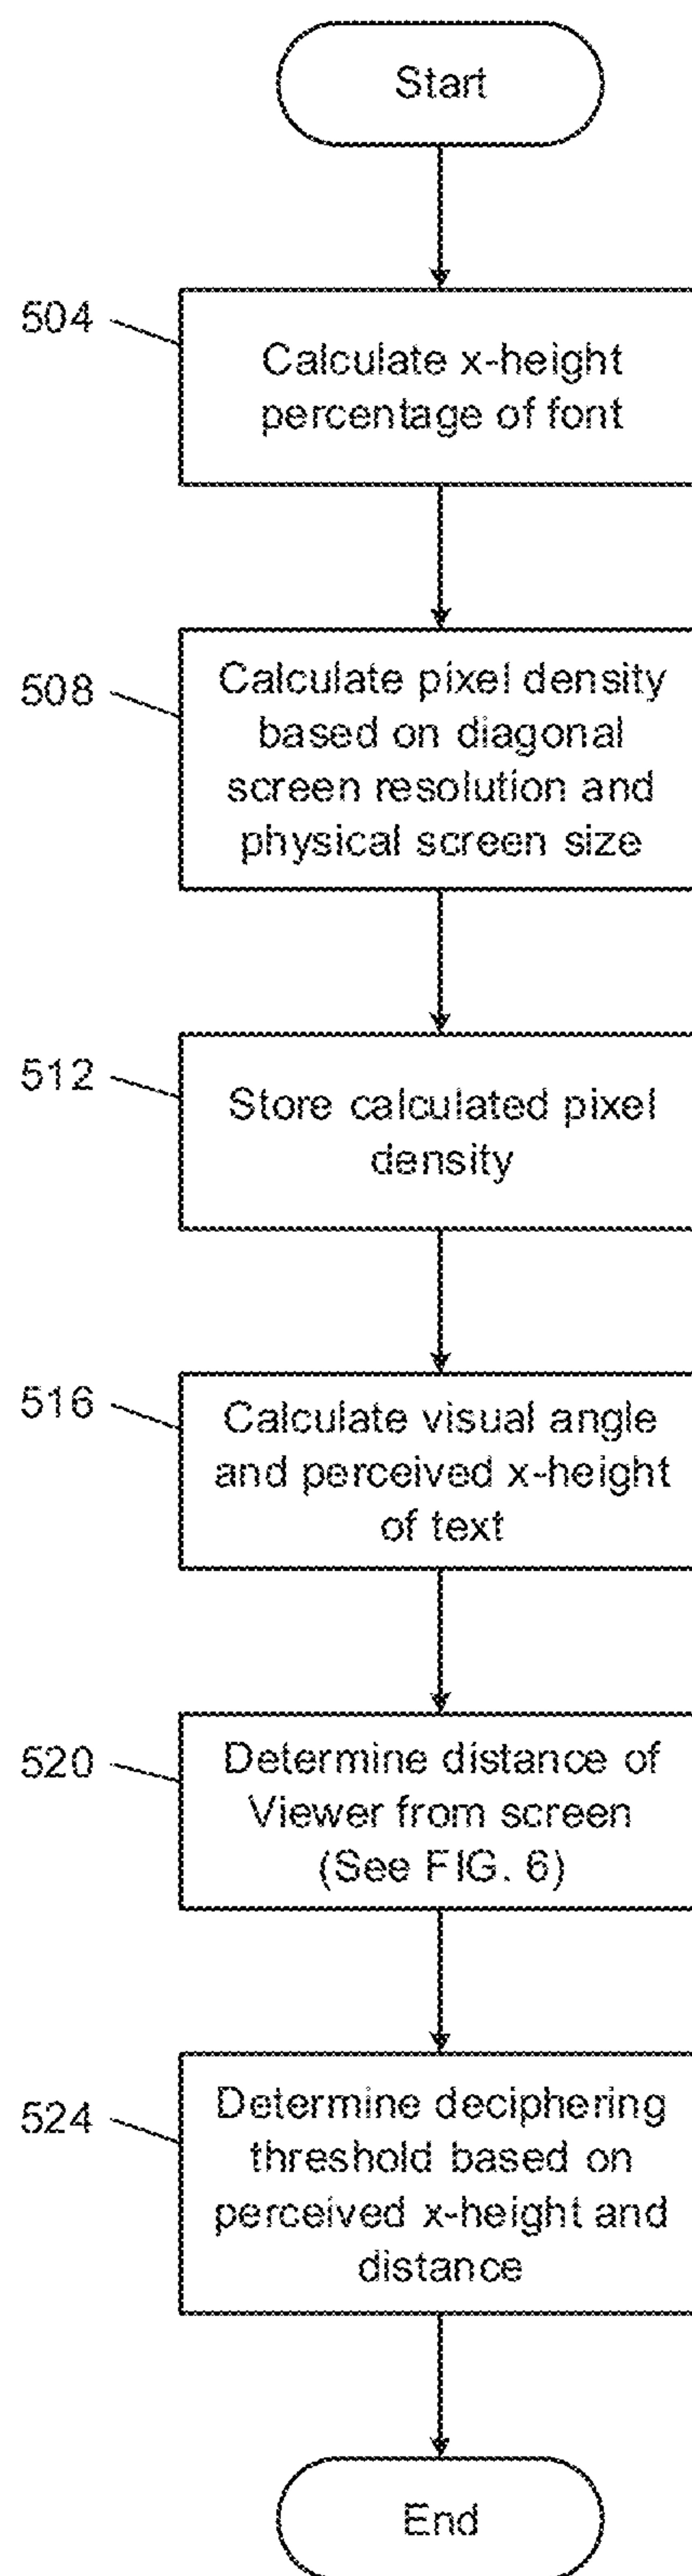 Start
504
Calculate x-height
percentage of font
508
Calculate pixel density
based on diagonal
screen resolution and
physical screen size
512
Store calculated pixel
density
516
Calculate visual angle
and perceived x-height
of text
520
Determine distance of
Viewer from screen
(See FIG. 6)
524
Determine deciphering
threshold based on
perceived x-height and
distance
End